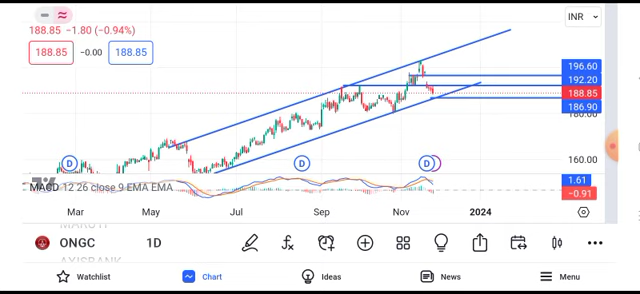 INR
188.85 −1.80 (−0.94%)
188.85 −0.00 188.85
196.60
192.20
188.85
186.90
180.00
D D D
160.00
MACD 12 26 close 9 EMA EMA
1.61
−0.91
Mar May Jul Sep Nov 2024
MARUTI
ONGC 1D
AXISBANK
Watchlist Chart Ideas News Menu